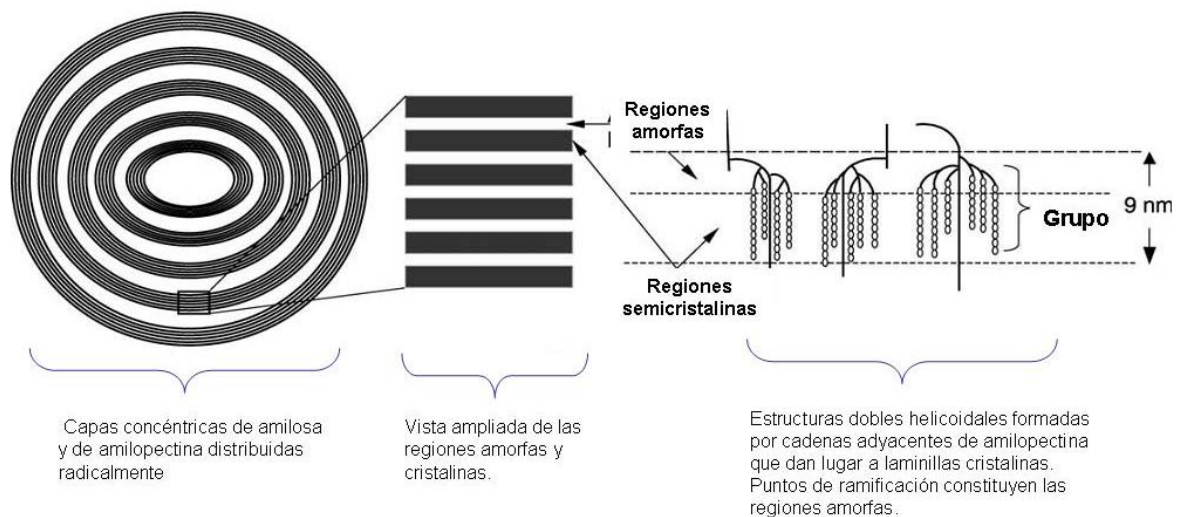 Regiones
amorfas
Grupo
9 nm
Regiones
semicristalinas
Capas concéntricas de amilosa
y de amilopectina distribuidas
radicalmente
Vista ampliada de las
regiones amorfas y
cristalinas.
Estructuras dobles helicoidales formadas
por cadenas adyacentes de amilopectina
que dan lugar a laminillas cristalinas.
Puntos de ramificación constituyen las
regiones amorfas.